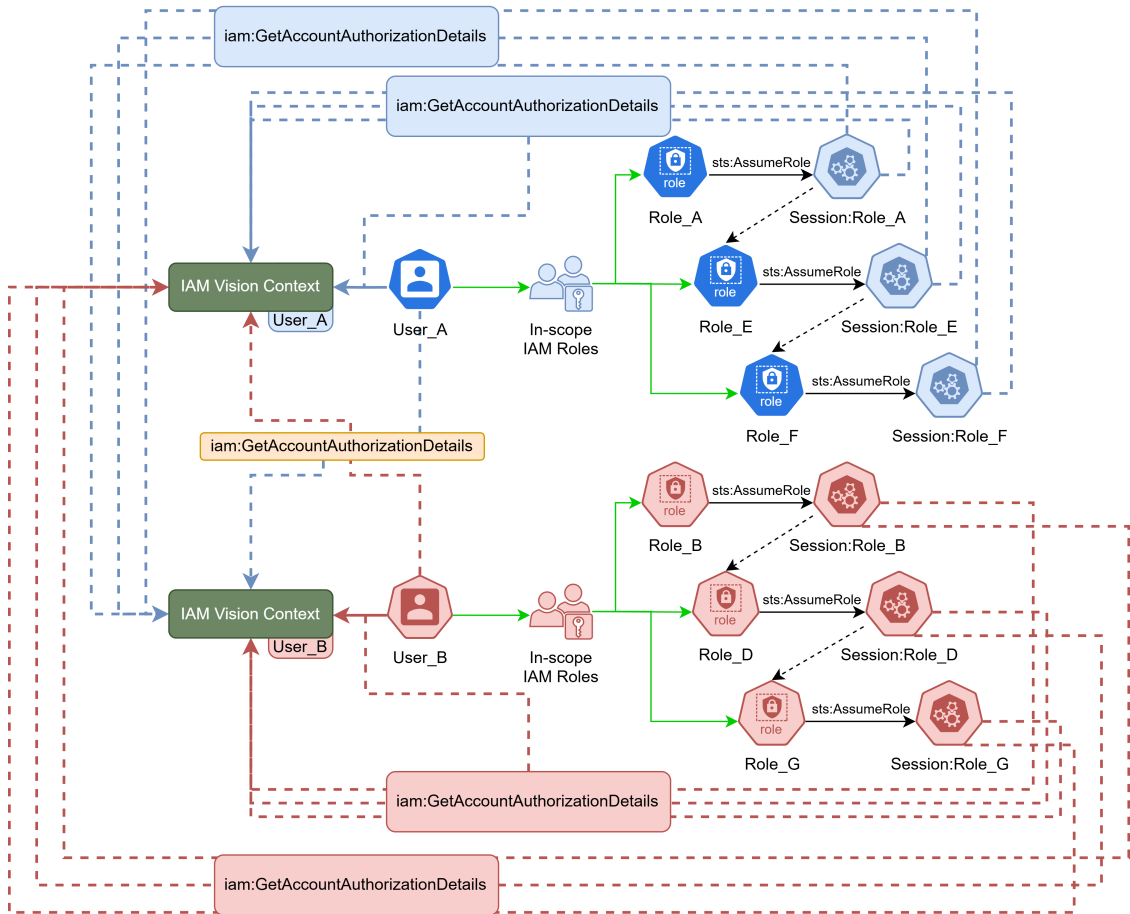 iam:GetAccountAuthorizationDetails
iam:GetAccountAuthorizationDetails
role
sts:AssumeRole
Role_A
Session:Role_A
IAM Vision Context
User_A
User_A
In-scope
IAM Roles
role
sts:AssumeRole
Role_E
Session:Role_E
role
sts:AssumeRole
Role_F
Session:Role_F
iam:GetAccountAuthorizationDetails
role
sts:AssumeRole
Role_B
Session:Role_B
IAM Vision Context
User_B
User_B
In-scope
IAM Roles
role
sts:AssumeRole
Role_D
Session:Role_D
role
sts:AssumeRole
Role_G
Session:Role_G
iam:GetAccountAuthorizationDetails
iam:GetAccountAuthorizationDetails